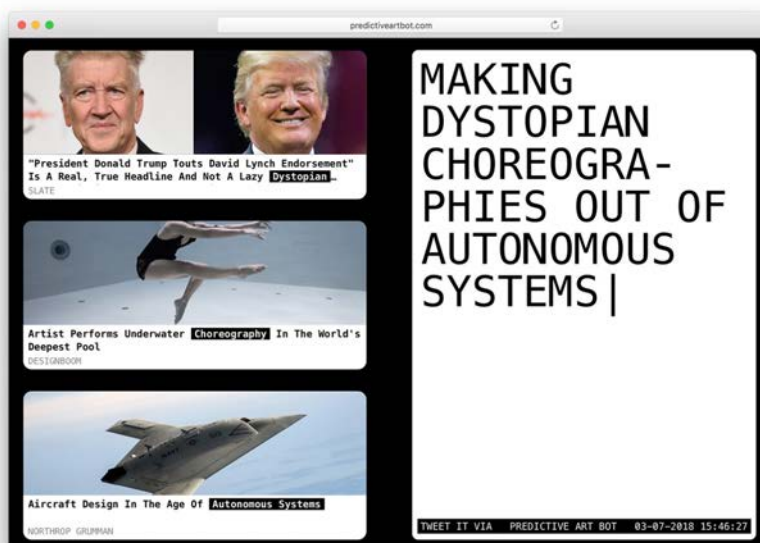 predictiveartbot.com
"President Donald Trump Touts David Lynch Endorsement"
Is A Real, True Headline And Not A Lazy Dystopian…
SLATE
Artist Performs Underwater Choreography In The World's
Deepest Pool
DESIGNBOOM
Aircraft Design In The Age Of Autonomous Systems
NORTHROP GRUMMAN
MAKING
DYSTOPIAN
CHOREOGRA-
PHIES OUT OF
AUTONOMOUS
SYSTEMS|
TWEET IT VIA PREDICTIVE ART BOT 03-07-2018 15:46:27